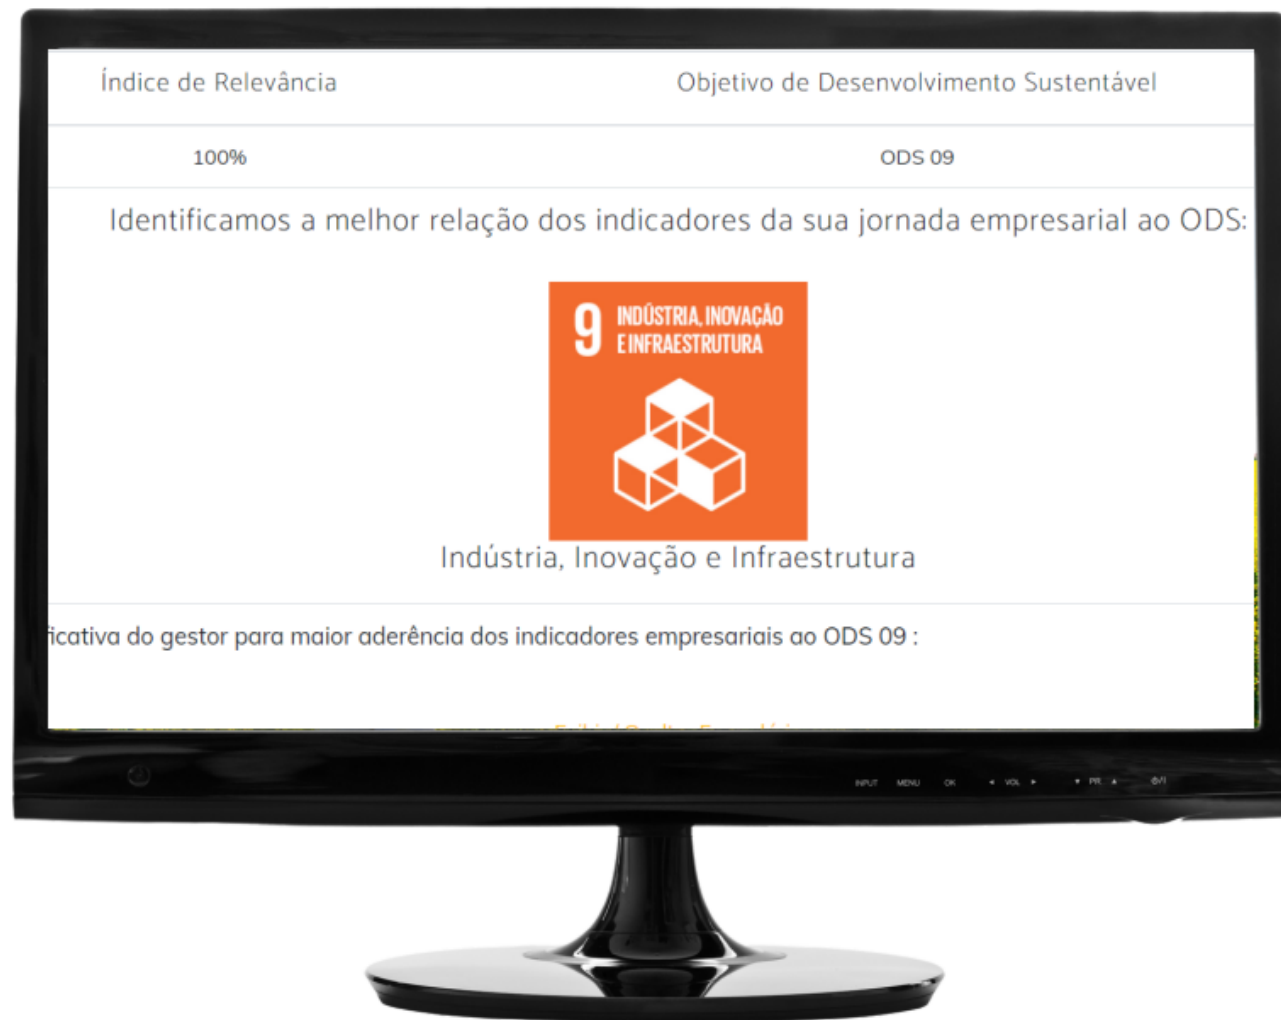 Índice de Relevância
Objetivo de Desenvolvimento Sustentável
100%
ODS 09
Identificamos a melhor relação dos indicadores da sua jornada empresarial ao ODS:
9 INDÚSTRIA, INOVAÇÃO
E INFRAESTRUTURA
Indústria, Inovação e Infraestrutura
ficativa do gestor para maior aderência dos indicadores empresariais ao ODS 09 :
INPUT MENU OK ◄ VOL ► ▼ PR. ▲